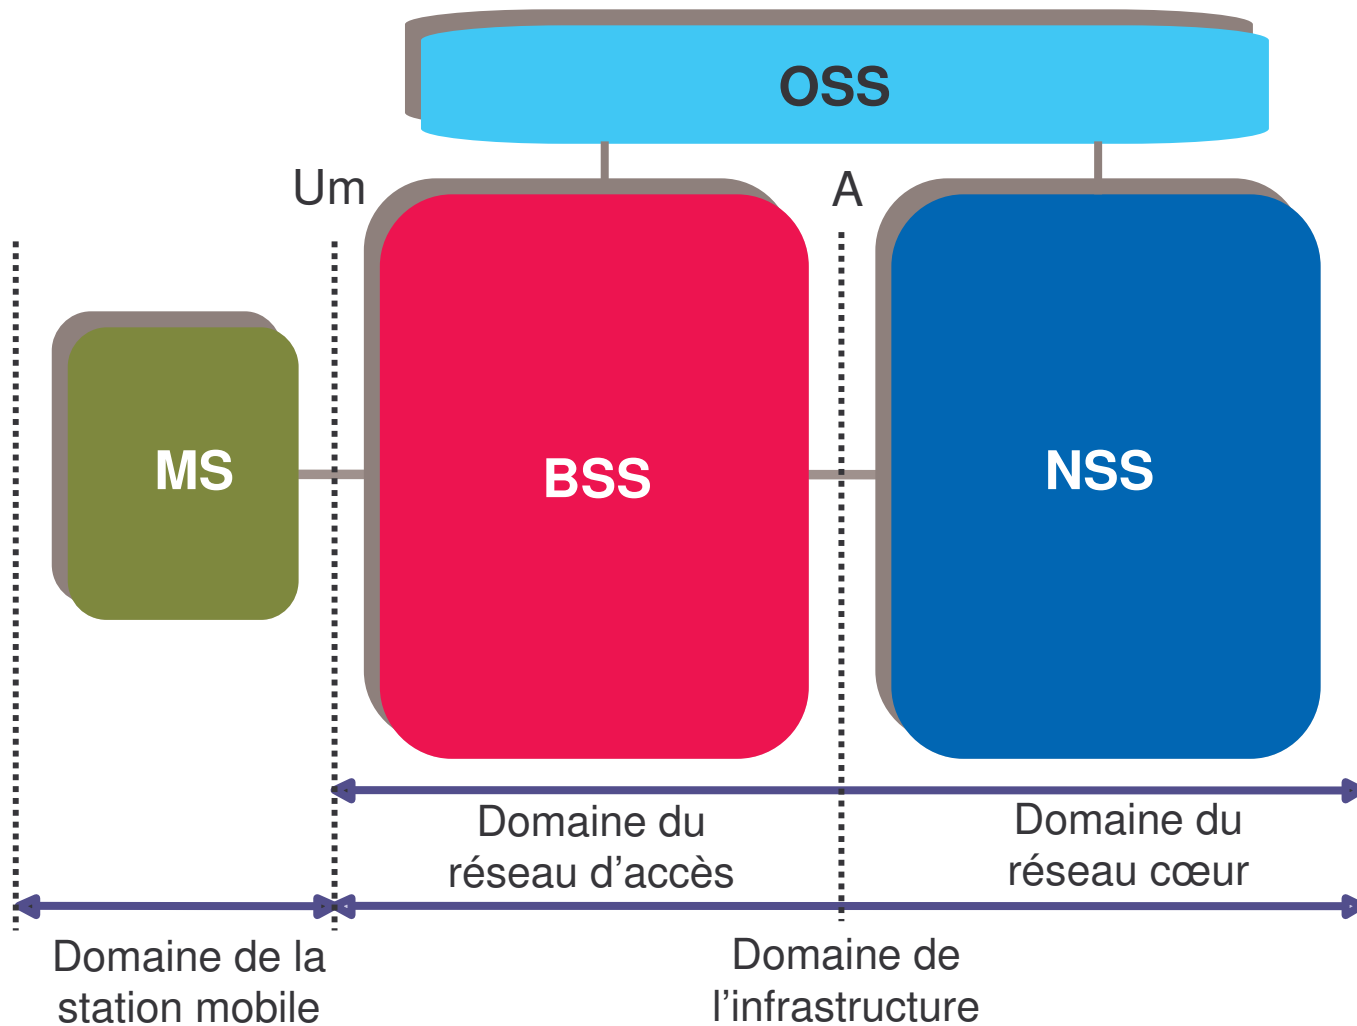 OSS
Um
A
MS
BSS
NSS
Domaine du
réseau d’accès
Domaine du
réseau cœur
Domaine de la
station mobile
Domaine de
l’infrastructure